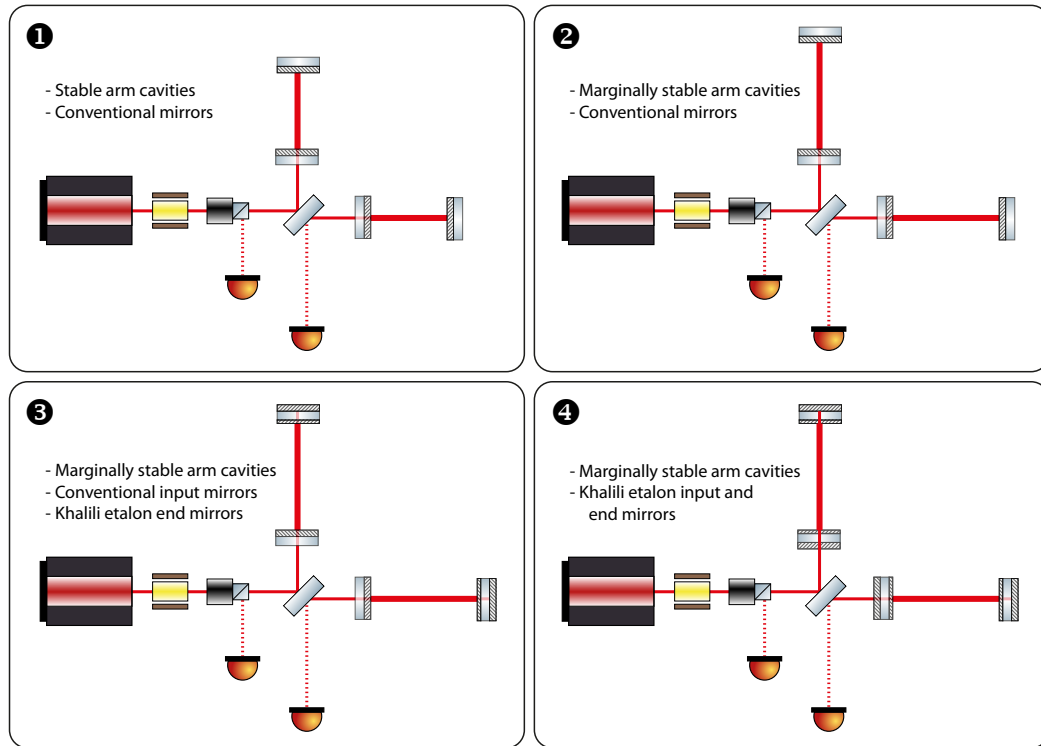 ❶
- Stable arm cavities
- Conventional mirrors
❷
- Marginally stable arm cavities
- Conventional mirrors
❸
- Marginally stable arm cavities
- Conventional input mirrors
- Khalili etalon end mirrors
❹
- Marginally stable arm cavities
- Khalili etalon input and
end mirrors